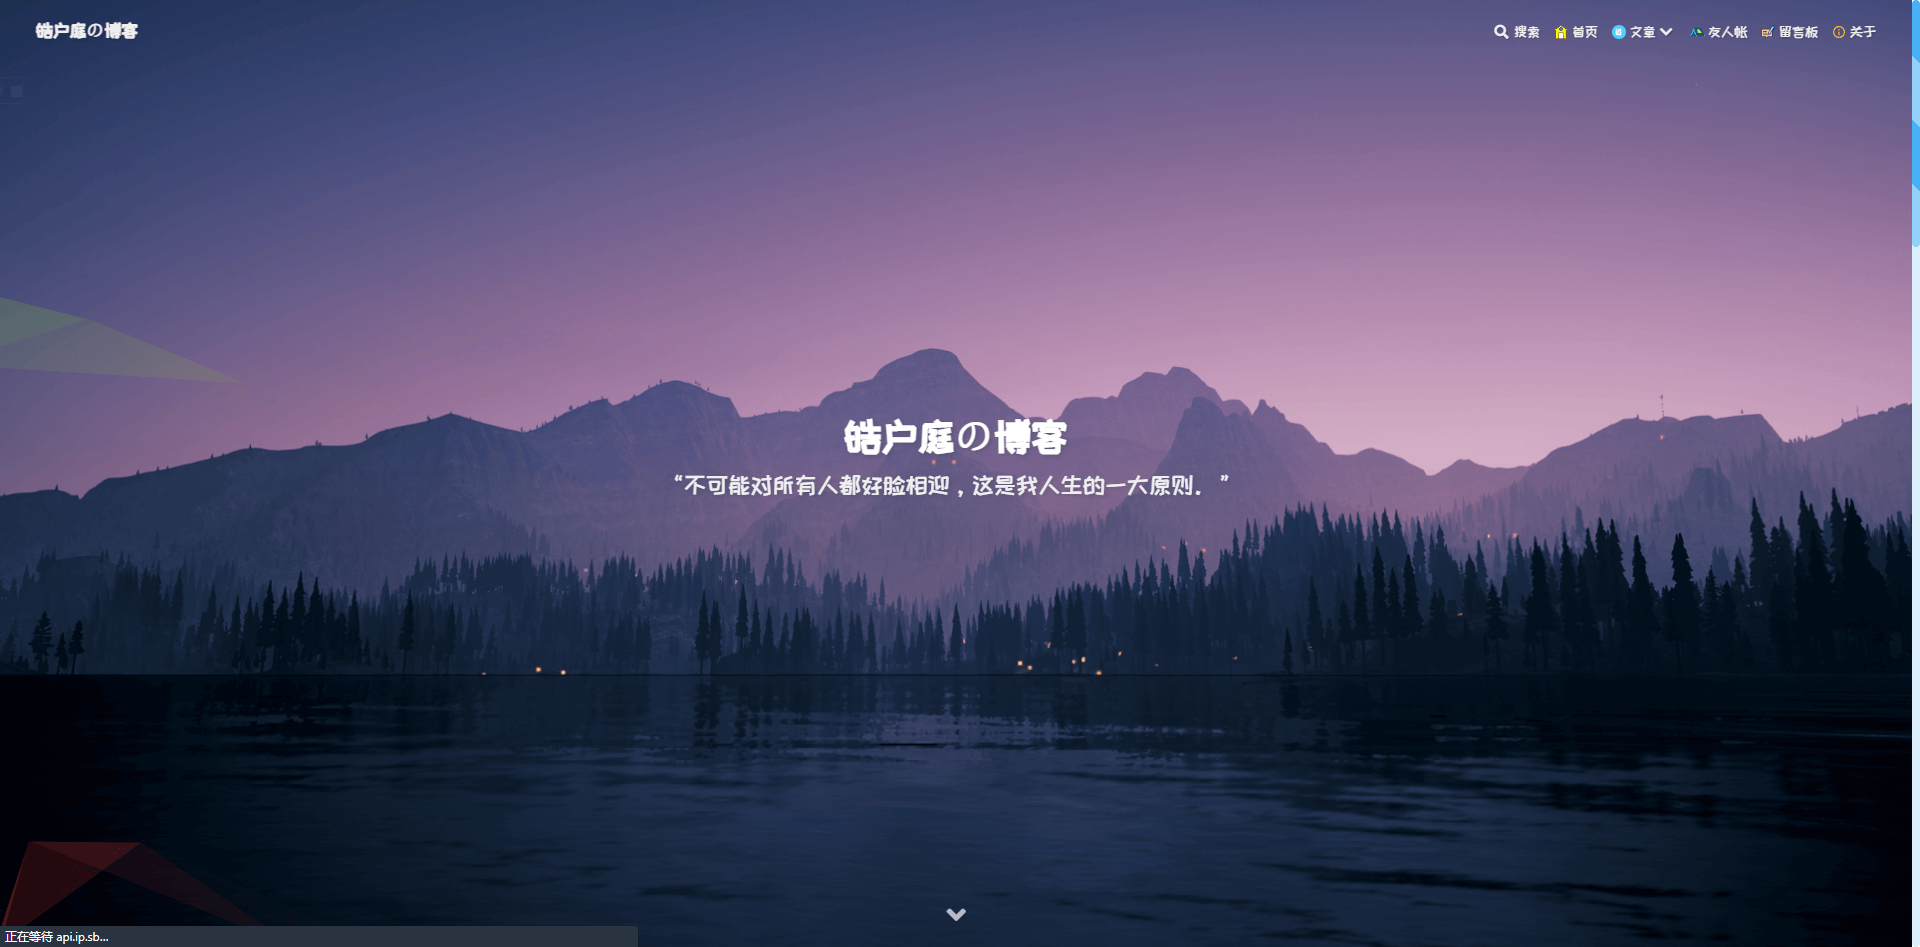 皓户庭の博客
搜索 首页 文章 友人帐 留言板 关于
皓户庭の博客
“不可能对所有人都好脸相迎，这是我人生的一大原则。”
正在等待 api.ip.sb...